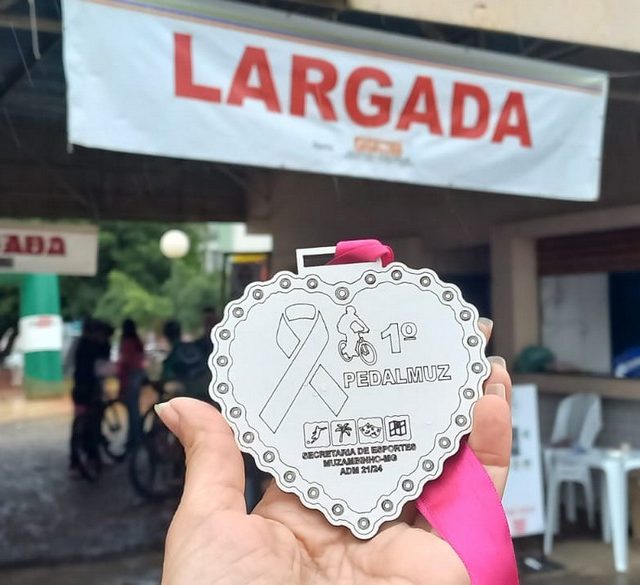 LARGADA
ADA
1º
PEDALMUZ
SECRETARIA DE ESPORTES
MUZAMBINHO-MG
ADM 21/24